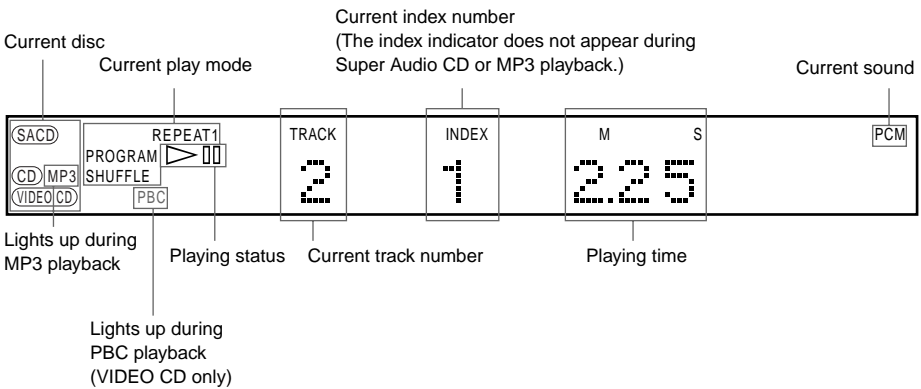 Current index number
(The index indicator does not appear during
Super Audio CD or MP3 playback.)
Current disc
Current play mode
Current sound
SACD
REPEAT1
TRACK
INDEX
M
S
PCM
PROGRAM
CD MP3
SHUFFLE
2
1
2.25
VIDEO CD
PBC
Lights up during
MP3 playback
Playing status
Current track number
Playing time
Lights up during
PBC playback
(VIDEO CD only)